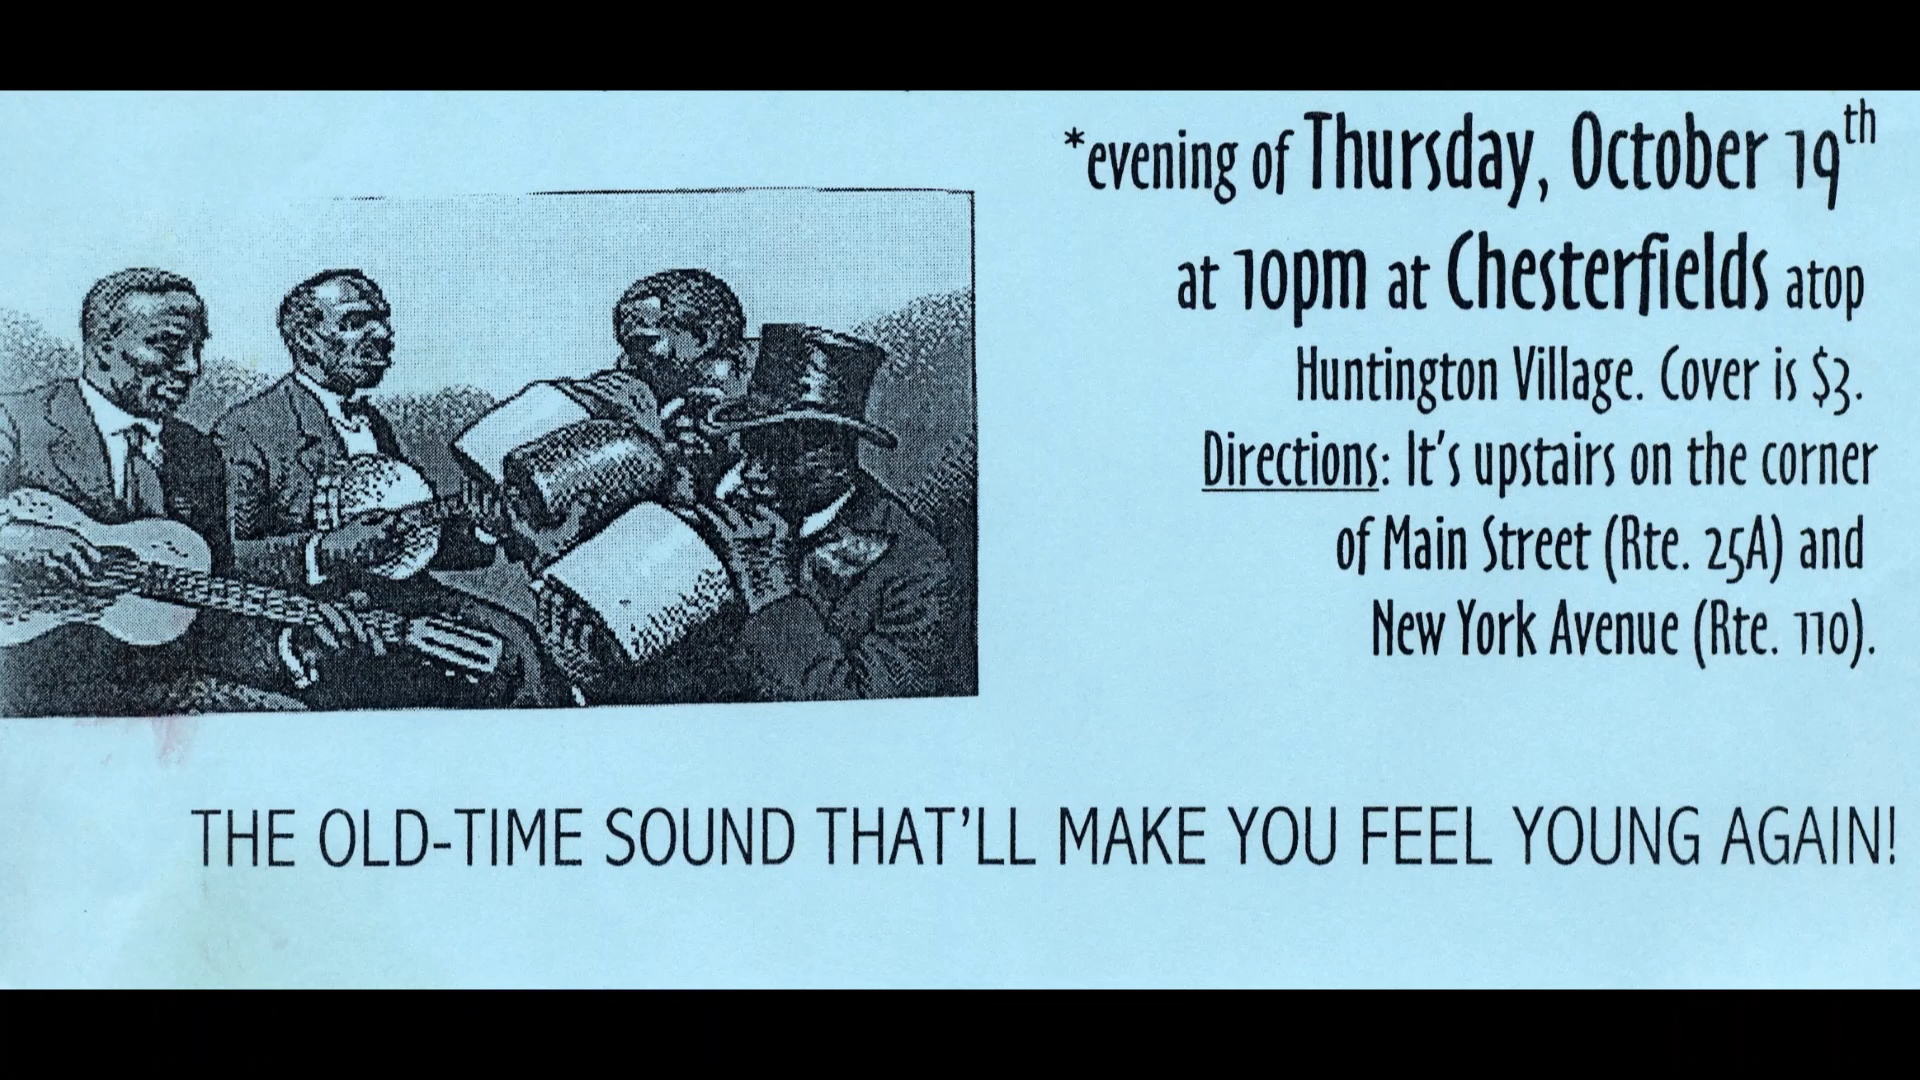 *evening of Thursday, October 19th
at 10pm at Chesterfields atop
Huntington Village. Cover is $3.
Directions: It's upstairs on the corner
of Main Street (Rte. 25A) and
New York Avenue (Rte. 110).
THE OLD-TIME SOUND THAT'LL MAKE YOU FEEL YOUNG AGAIN!